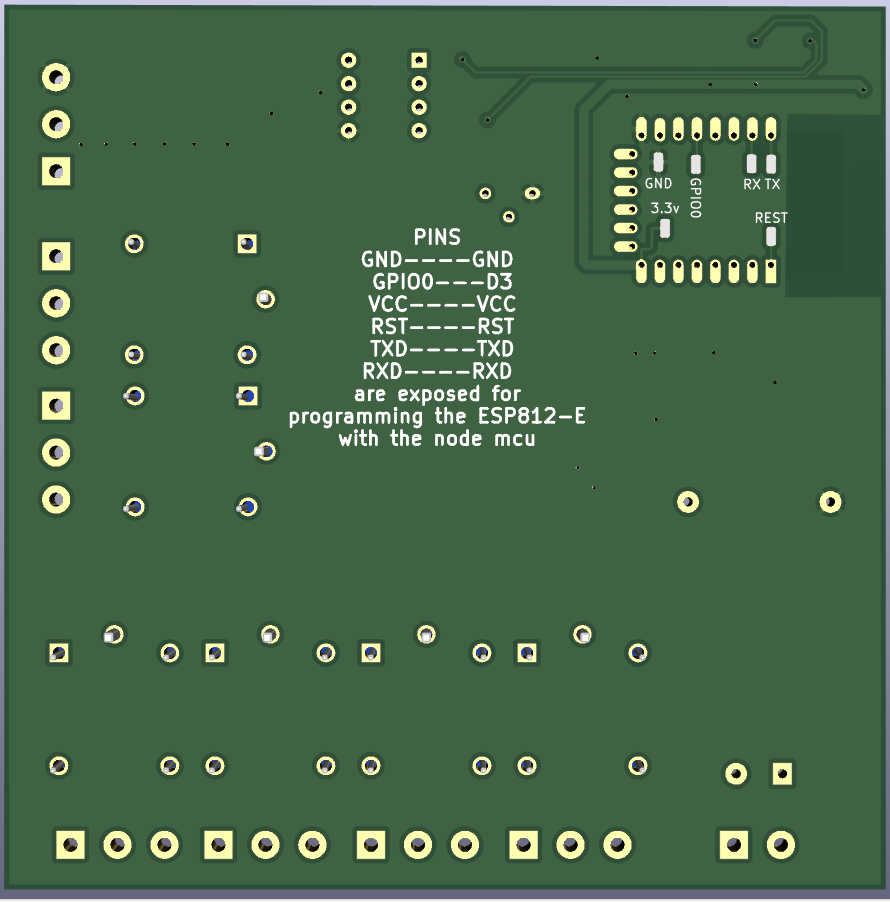 GND
GPIO0
RX TX
3.3v
REST
PINS
GND----GND
GPIO0---D3
VCC----VCC
RST----RST
TXD----TXD
RXD----RXD
are exposed for
programming the ESP812-E
with the node mcu